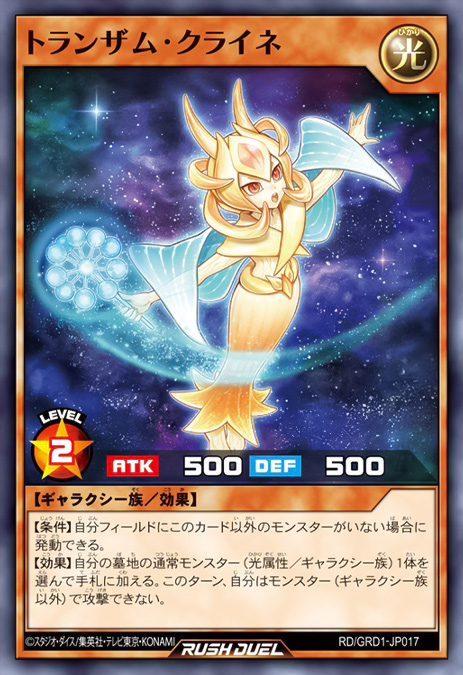 トランザム・クライネ
ひかり
光
LEVEL
2
ATK 500 DEF 500
【ギャラクシー族／効果】
【条件】自分フィールドにこのカード以外のモンスターがいない場合に
発動できる。
【効果】自分の墓地の通常モンスター（光属性／ギャラクシー族）1体を
選んで手札に加える。このターン、自分はモンスター（ギャラクシー族
以外）で攻撃できない。
©スタジオ・ダイス/集英社・テレビ東京・KONAMI
RUSH DUEL
RD/GRD1-JP017